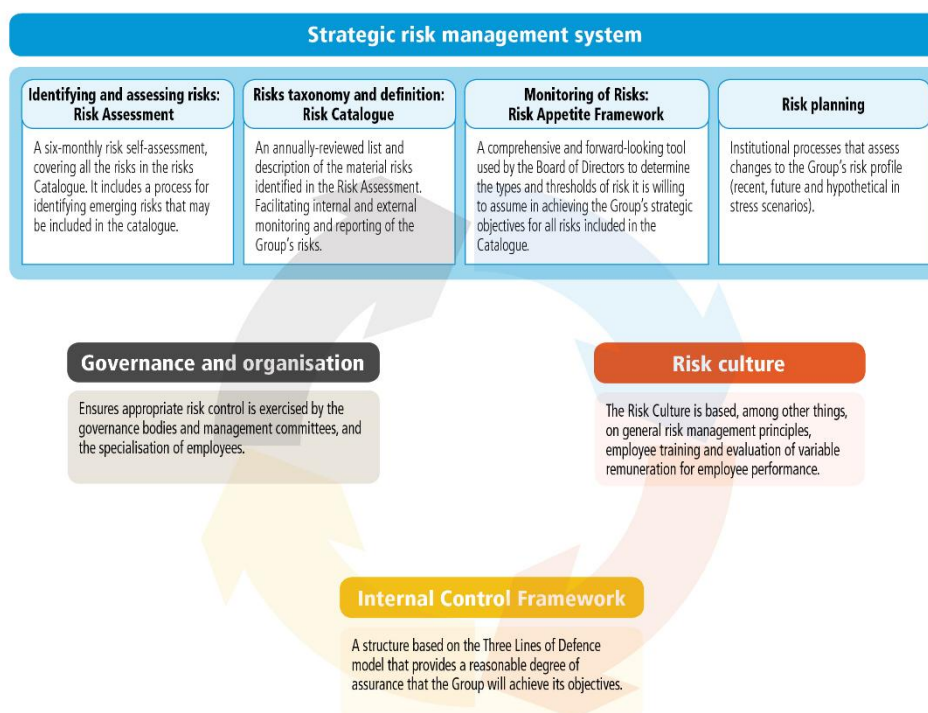 Strategic risk management system
Identifying and assessing risks:
Risk Assessment
A six-monthly risk self-assessment,
covering all the risks in the risks
Catalogue. It includes a process for
identifying emerging risks that may
be included in the catalogue.
Risks taxonomy and definition:
Risk Catalogue
An annually-reviewed list and
description of the material risks
identified in the Risk Assessment.
Facilitating internal and external
monitoring and reporting of the
Group's risks.
Monitoring of Risks:
Risk Appetite Framework
A comprehensive and forward-looking tool
used by the Board of Directors to determine
the types and thresholds of risk it is willing
to assume in achieving the Group's strategic
objectives for all risks included in the
Catalogue.
Risk planning
Institutional processes that assess
changes to the Group's risk profile
(recent, future and hypothetical in
stress scenarios).
Governance and organisation
Ensures appropriate risk control is exercised by the
governance bodies and management committees, and
the specialisation of employees.
Risk culture
The Risk Culture is based, among other things,
on general risk management principles,
employee training and evaluation of variable
remuneration for employee performance.
Internal Control Framework
A structure based on the Three Lines of Defence
model that provides a reasonable degree of
assurance that the Group will achieve its objectives.